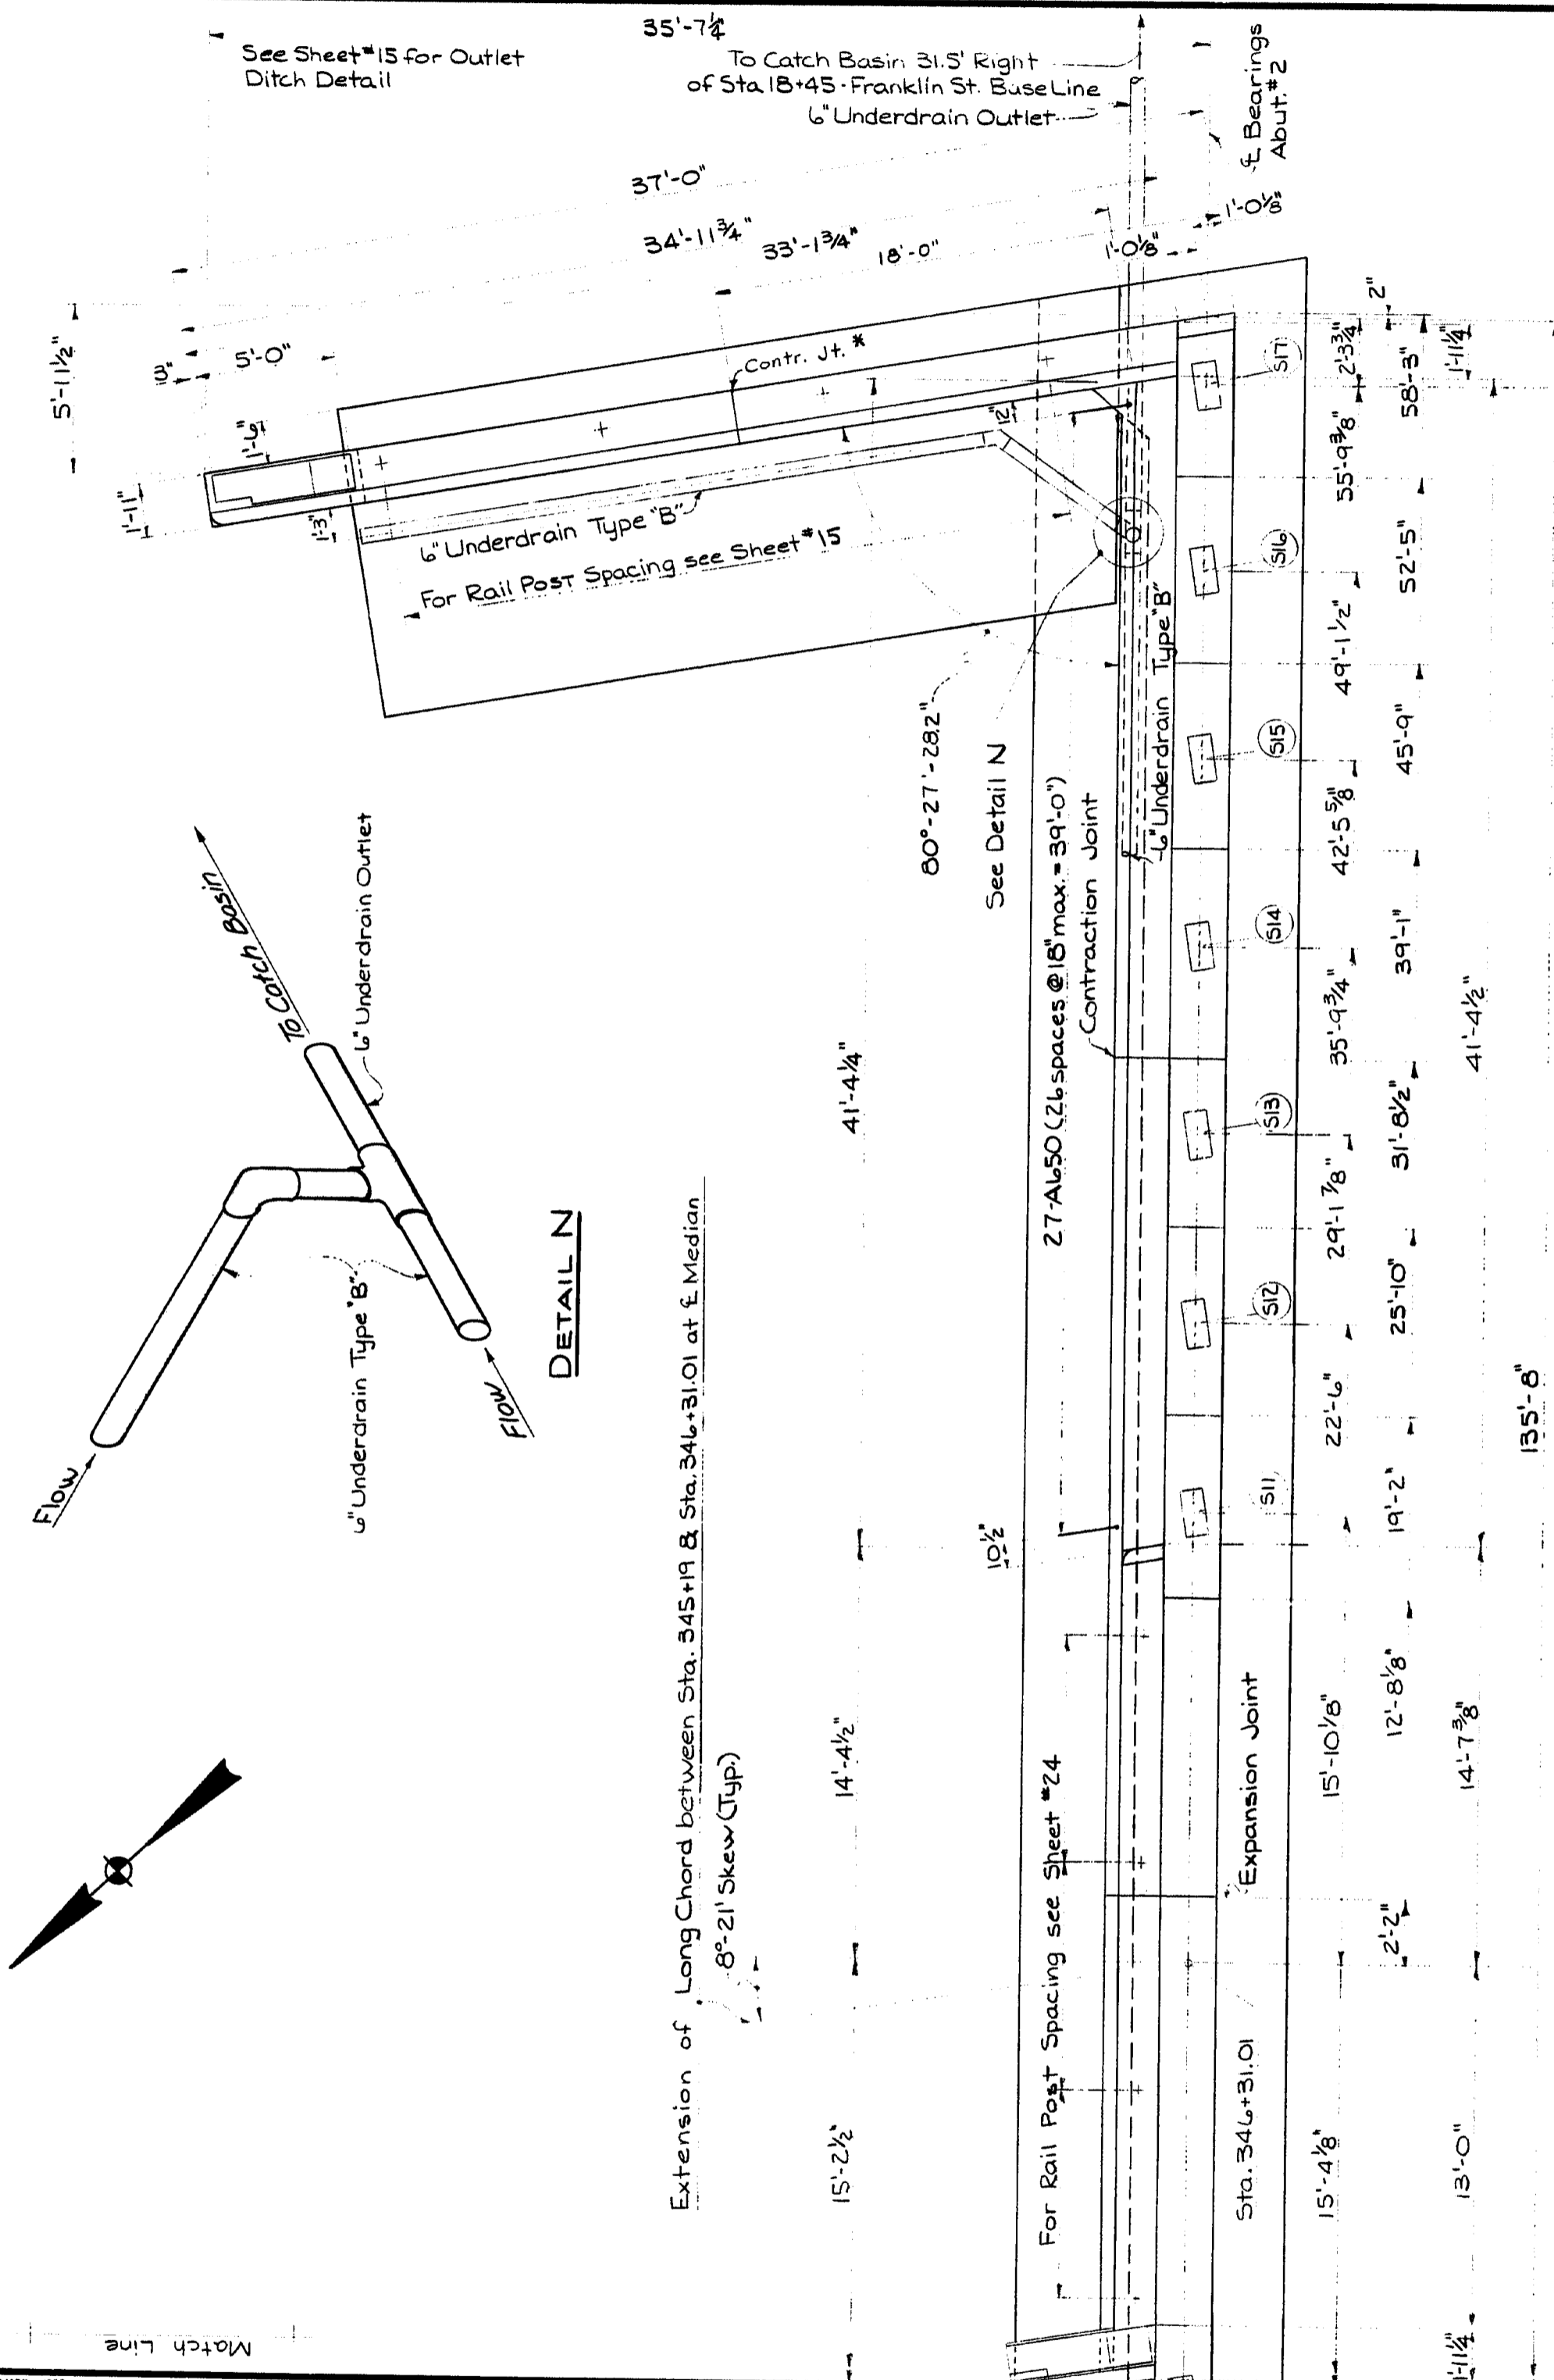 35'-7¼"
See Sheet #15 for Outlet
Ditch Detail
To Catch Basin 31.5' Right
of Sta 18+45 - Franklin St. Base Line
6" Underdrain Outlet
℄ Bearings
Abut. #2
37'-0"
34'-11¾"
33'-1¾"
18'-0"
1'-0⅛"
1'-0⅛"
5'-11½"
5'-0"
1'-6"
1'-11"
1'-3"
Contr. Jt. *
12"
6" Underdrain Type "B"
For Rail Post Spacing see Sheet #15
2"
2'-3¾"
58'-3"
1'-11¼"
S17
55'-9⅜"
52'-5"
S16
49'-1½"
45'-9"
S15
42'-5⅝"
39'-1"
S14
35'-9¾"
31'-8½"
S13
29'-1⅞"
25'-10"
S12
22'-6"
19'-2"
S11
41'-4½"
135'-8"
80°-27'-28.2"
See Detail N
27-A650 (26 spaces @ 18" max. = 39'-0")
Contraction Joint
6" Underdrain Type "B"
41'-4¼"
To Catch Basin
6" Underdrain Outlet
6" Underdrain Type "B"
Flow
Flow
DETAIL N
Extension of Long Chord between Sta. 345+19 & Sta. 346+31.01 at ℄ Median
8°-21' Skew (Typ.)
10½"
14'-4½"
15'-2½"
For Rail Post Spacing see Sheet #24
Expansion Joint
Sta. 346+31.01
15'-10⅛"
12'-8⅛"
14'-7⅜"
2'-2"
15'-4⅛"
13'-0"
1'-11¼"
Match Line